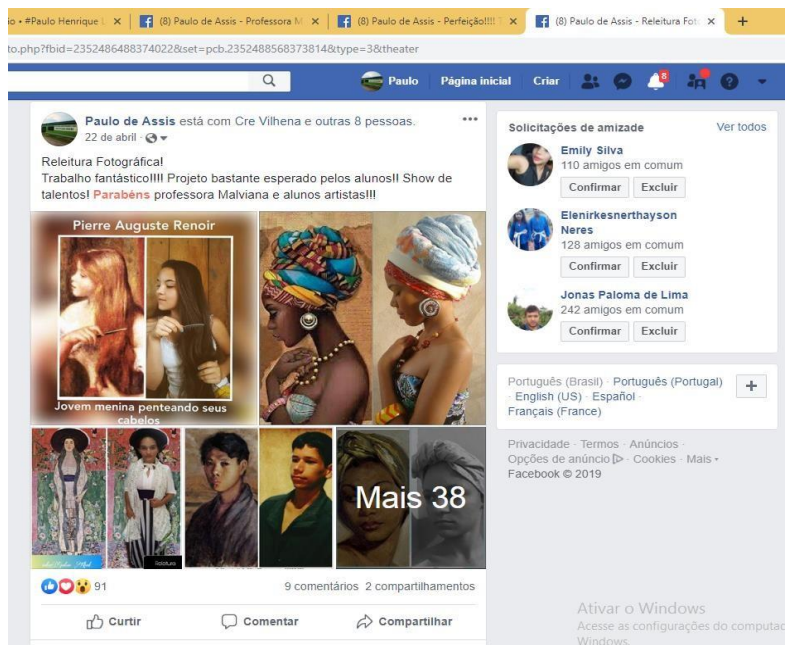 io • #Paulo Henrique L
(8) Paulo de Assis - Professora M
(8) Paulo de Assis - Perfeição!!!! T
(8) Paulo de Assis - Releitura Fot
to.php?fbid=2352486488374022&set=pcb.2352488568373814&type=3&theater
Paulo Página inicial Criar 8
Paulo de Assis está com Cre Vilhena e outras 8 pessoas.
22 de abril ·
Releitura Fotográfica!
Trabalho fantástico!!!! Projeto bastante esperado pelos alunos!! Show de
talentos! Parabéns professora Malviana e alunos artistas!!!
Pierre Auguste Renoir
Jovem menina penteando seus
cabelos
Releitura
Mais 38
91
9 comentários 2 compartilhamentos
Curtir Comentar Compartilhar
Solicitações de amizade Ver todos
Emily Silva
110 amigos em comum
Confirmar Excluir
Elenirkesnerthayson
Neres
128 amigos em comum
Confirmar Excluir
Jonas Paloma de Lima
242 amigos em comum
Confirmar Excluir
Português (Brasil) · Português (Portugal)
· English (US) · Español ·
Français (France)
Privacidade · Termos · Anúncios ·
Opções de anúncio · Cookies · Mais
Facebook © 2019
Ativar o Windows
Acesse as configurações do computad
Windows.